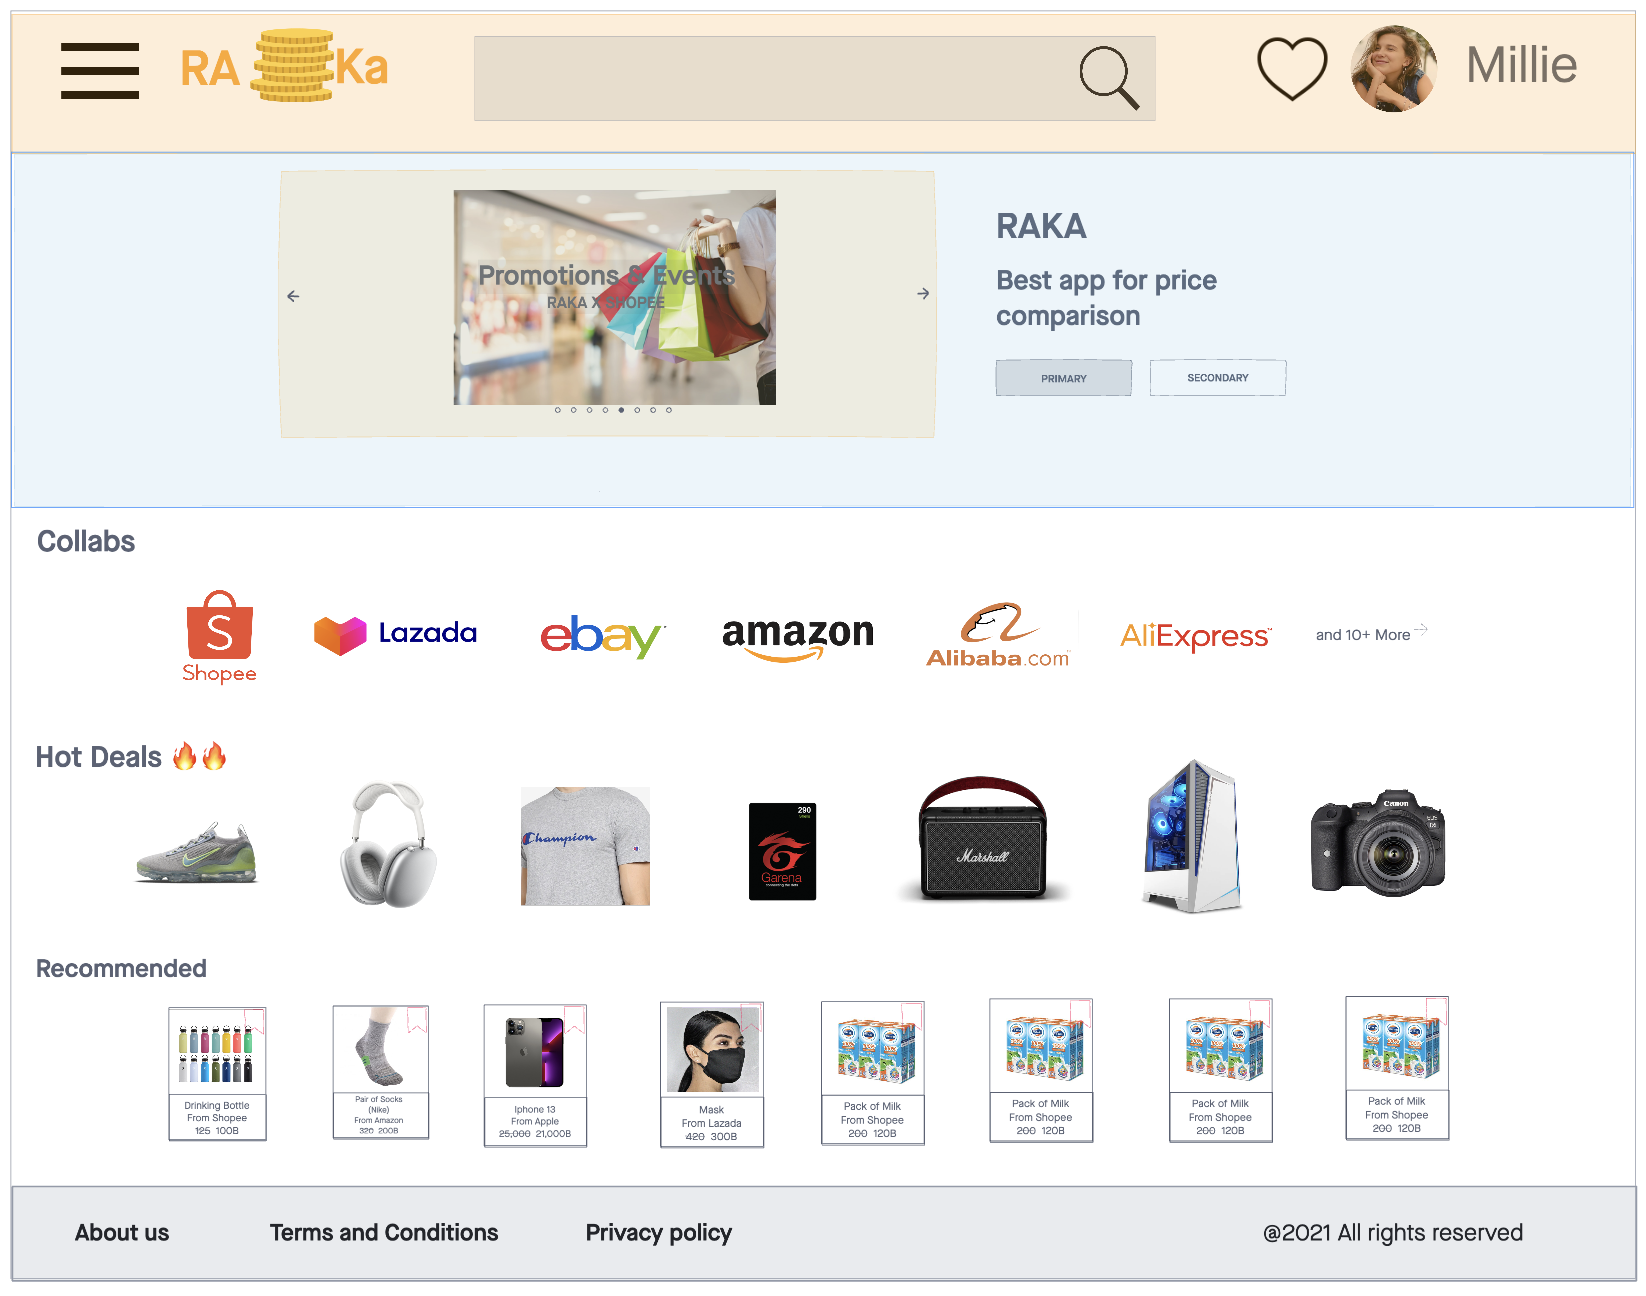 RA Ka
Millie
Promotions & Events
RAKA X SHOPEE
RAKA
Best app for price
comparison
PRIMARY
SECONDARY
Collabs
Shopee
Lazada
ebay
amazon
Alibaba.com
AliExpress
and 10+ More
Hot Deals 🔥🔥
Champion
290
Garena
Marshall
Canon
Recommended
Drinking Bottle
From Shopee
125 100B
Pair of Socks
(Nike)
From Amazon
320 200B
Iphone 13
From Apple
25,000 21,000B
Mask
From Lazada
420 300B
Pack of Milk
From Shopee
200 120B
Pack of Milk
From Shopee
200 120B
Pack of Milk
From Shopee
200 120B
Pack of Milk
From Shopee
200 120B
About us
Terms and Conditions
Privacy policy
@2021 All rights reserved